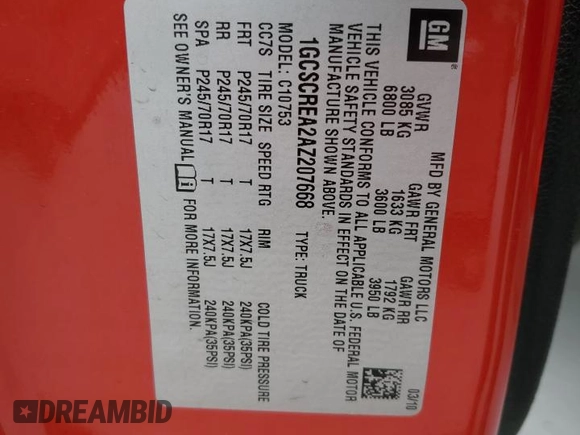 GM
MFD BY GENERAL MOTORS LLC
03/10
GVWR GAWR FRT GAWR RR
3085 KG 1633 KG 1792 KG
6800 LB 3600 LB 3950 LB
THIS VEHICLE CONFORMS TO ALL APPLICABLE U.S. FEDERAL MOTOR
VEHICLE SAFETY STANDARDS IN EFFECT ON THE DATE OF
MANUFACTURE SHOWN ABOVE.
1GCSCREA2AZ207668 TYPE: TRUCK
MODEL: C10753
CC7S TIRE SIZE SPEED RTG RIM COLD TIRE PRESSURE
FRT P245/70R17 T 17X7.5J 240KPA(35PSI)
RR P245/70R17 T 17X7.5J 240KPA(35PSI)
SPA P245/70R17 T 17X7.5J 240KPA(35PSI)
SEE OWNER'S MANUAL FOR MORE INFORMATION.
DREAMBID